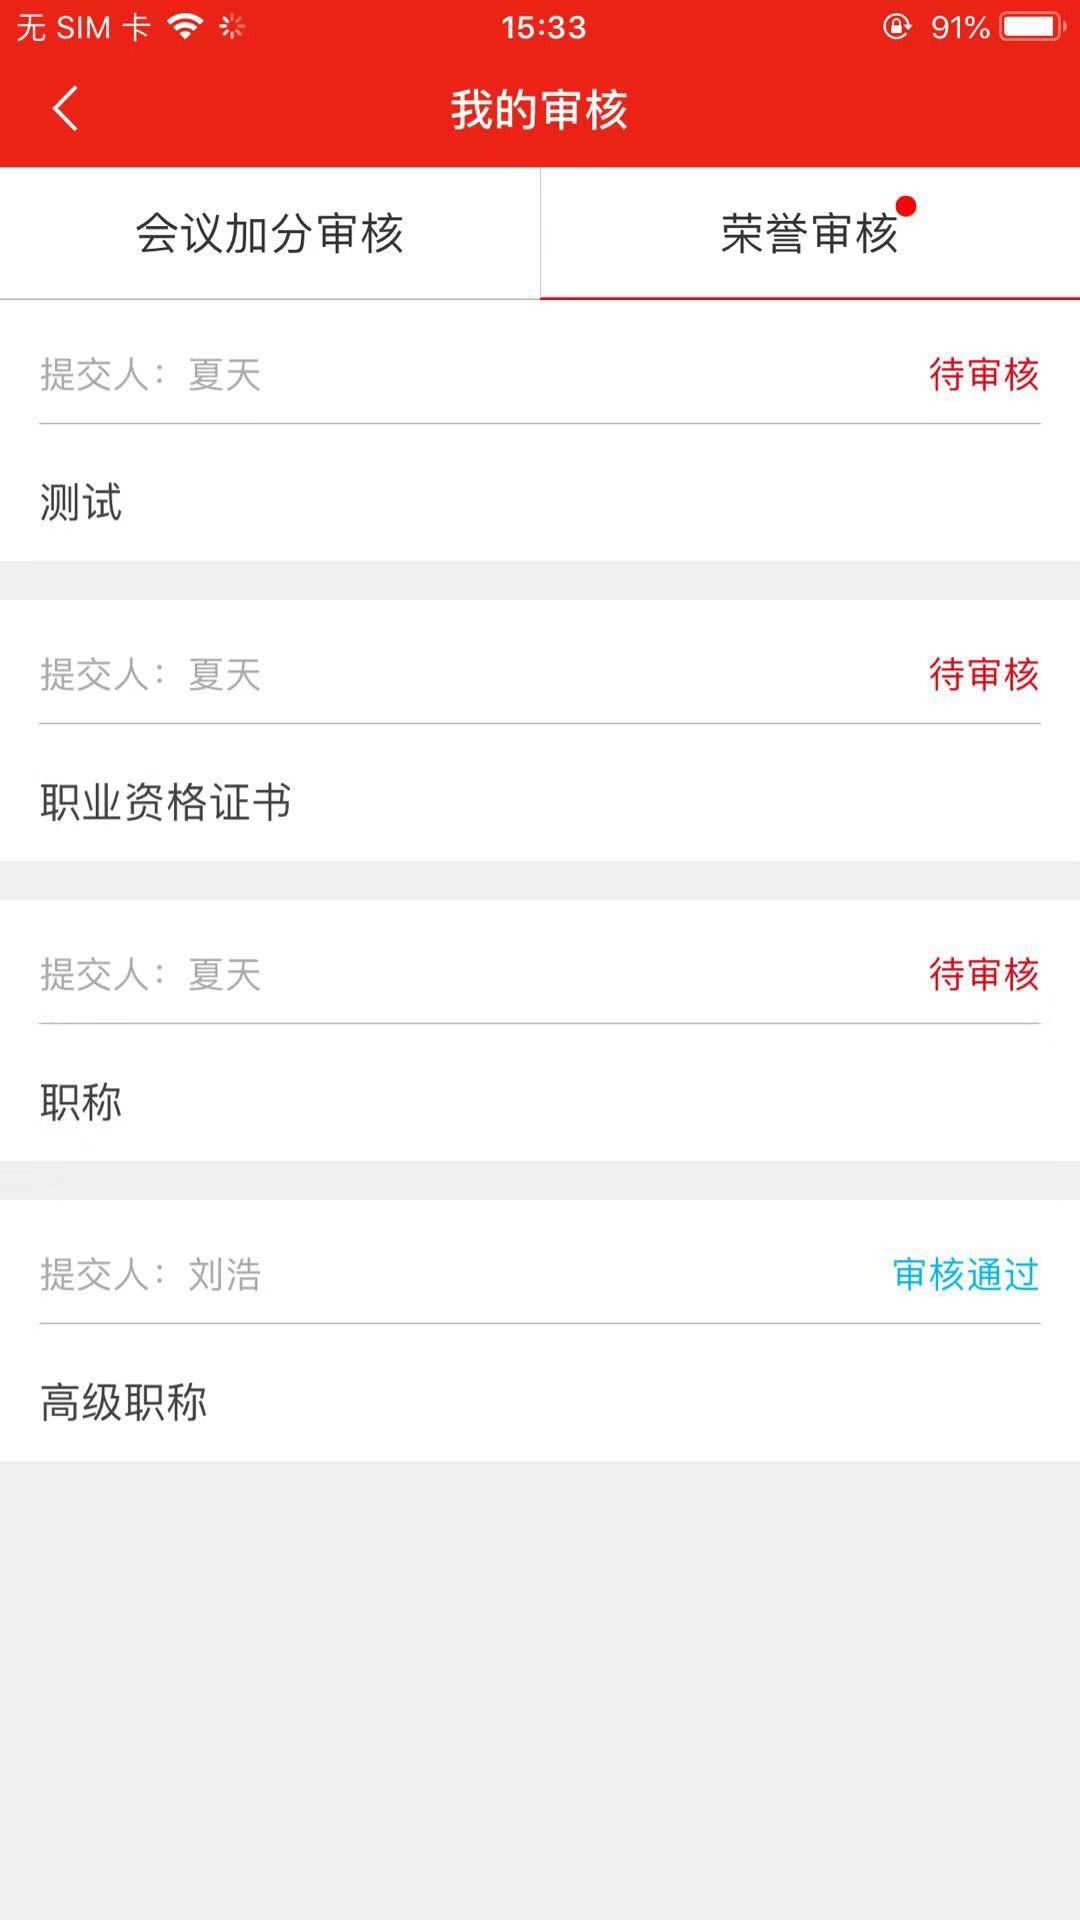 无 SIM 卡 15:33 91%
我的审核
会议加分审核 荣誉审核
提交人：夏天 待审核
测试
提交人：夏天 待审核
职业资格证书
提交人：夏天 待审核
职称
提交人：刘浩 审核通过
高级职称